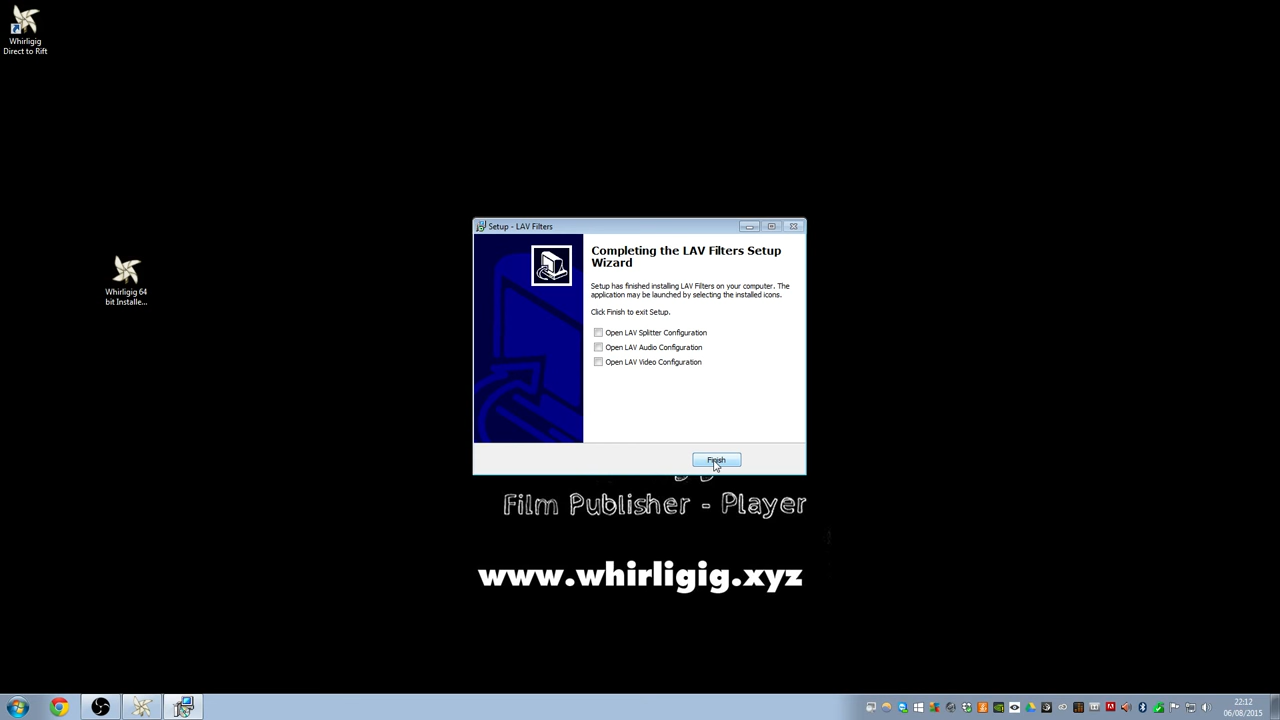 Whirligig
Direct to Rift
Whirligig 64
bit Installe...
Setup - LAV Filters
Completing the LAV Filters Setup
Wizard
Setup has finished installing LAV Filters on your computer. The
application may be launched by selecting the installed icons.
Click Finish to exit Setup.
Open LAV Splitter Configuration
Open LAV Audio Configuration
Open LAV Video Configuration
Finish
Film Publisher - Player
www.whirligig.xyz
22:12
06/08/2015